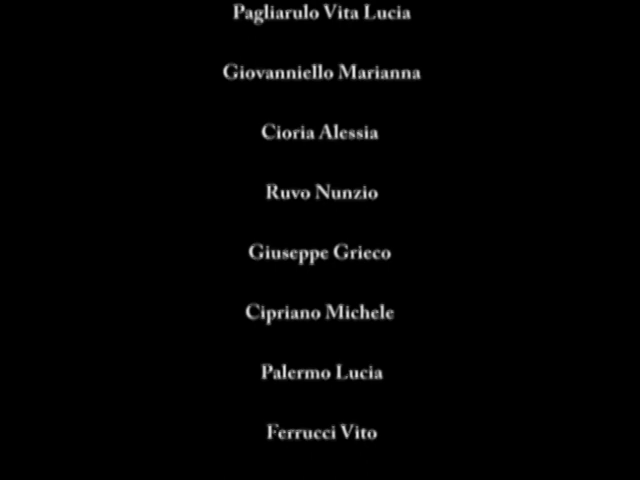 Pagliarulo Vita Lucia
Giovanniello Marianna
Cioria Alessia
Ruvo Nunzio
Giuseppe Grieco
Cipriano Michele
Palermo Lucia
Ferrucci Vito